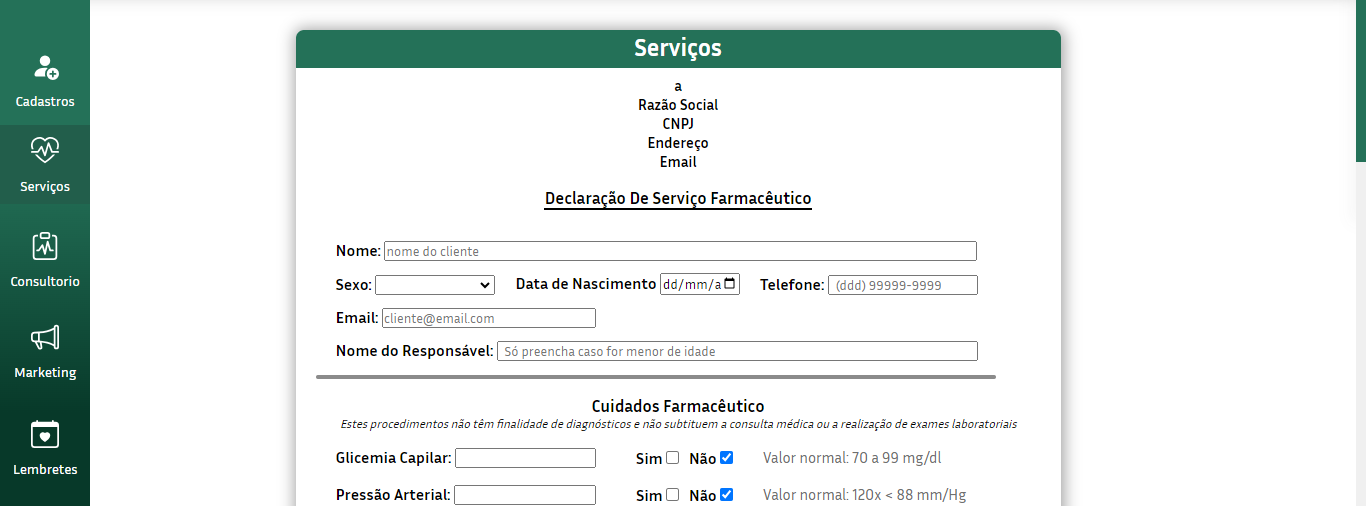 Cadastros
Serviços
Consultorio
Marketing
Lembretes
Serviços
a
Razão Social
CNPJ
Endereço
Email
Declaração De Serviço Farmacêutico
Nome: nome do cliente
Sexo: Data de Nascimento dd/mm/a Telefone: (ddd) 99999-9999
Email: cliente@email.com
Nome do Responsável: Só preencha caso for menor de idade
Cuidados Farmacêutico
Estes procedimentos não têm finalidade de diagnósticos e não subtituem a consulta médica ou a realização de exames laboratoriais
Glicemia Capilar: Sim Não Valor normal: 70 a 99 mg/dl
Pressão Arterial: Sim Não Valor normal: 120x < 88 mm/Hg